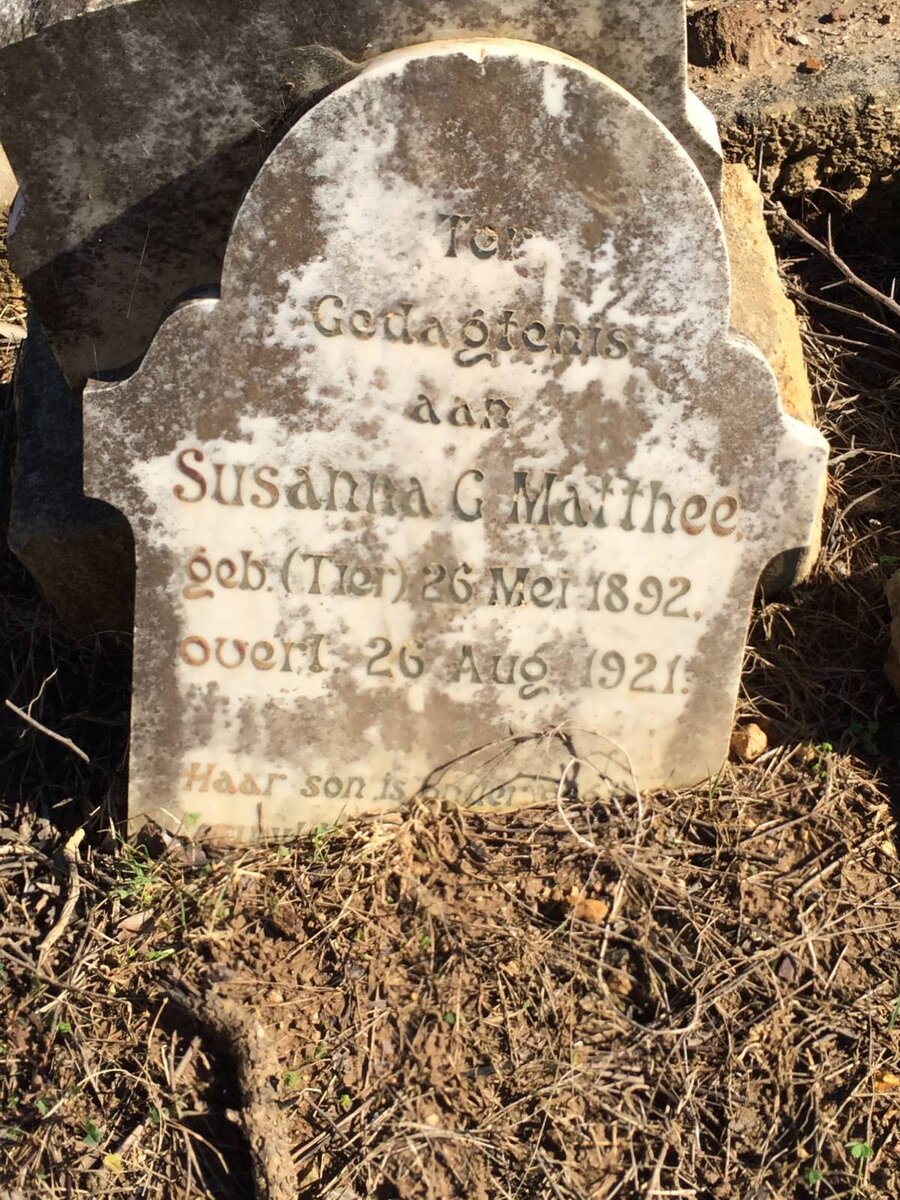 Ter
Gedagtenis
aan
Susanna G Matthee,
geb. (Tier) 26 Mei 1892,
overl 26 Aug 1921.
Haar son is